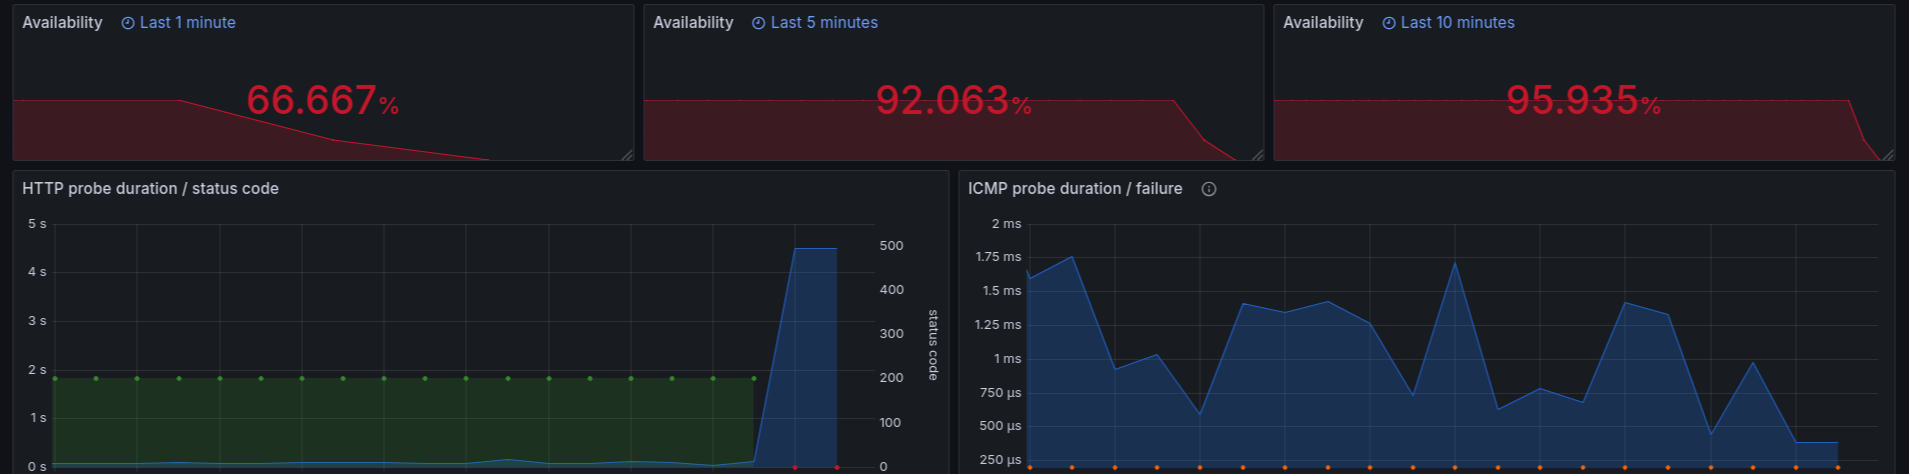 Availability Last 1 minute
66.667%
Availability Last 5 minutes
92.063%
Availability Last 10 minutes
95.935%
HTTP probe duration / status code
5 s
4 s
3 s
2 s
1 s
0 s
500
400
300
200
100
0
status code
ICMP probe duration / failure
2 ms
1.75 ms
1.5 ms
1.25 ms
1 ms
750 µs
500 µs
250 µs